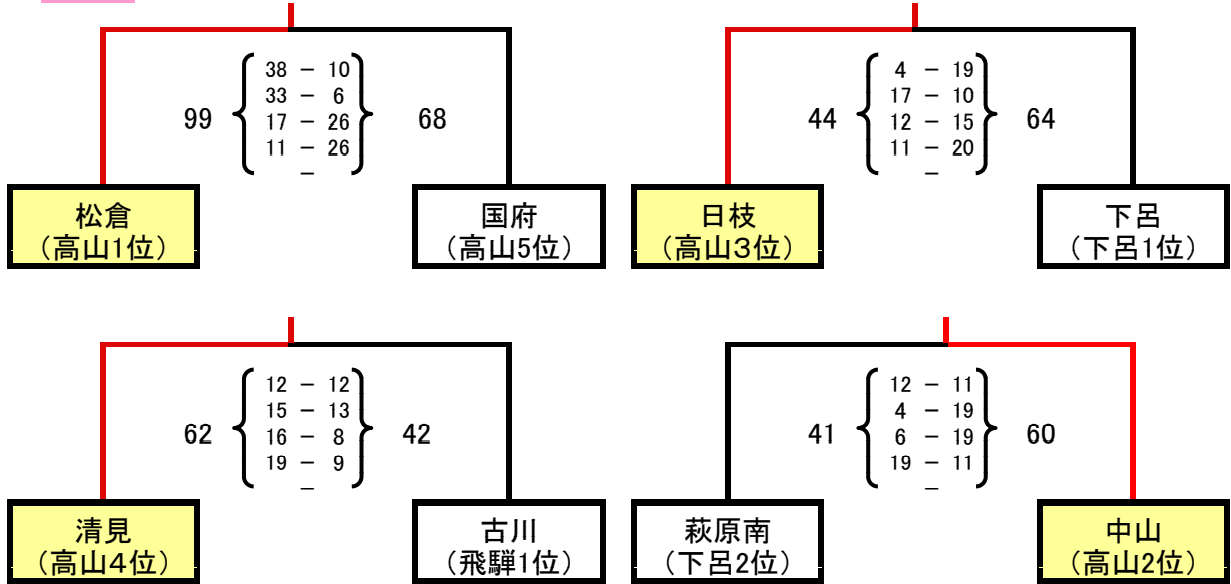 38 － 10
33 － 6
99 17 － 26 68
11 － 26
－
松倉
（高山1位）
国府
（高山5位）
4 － 19
17 － 10
44 12 － 15 64
11 － 20
－
日枝
（高山３位）
下呂
（下呂1位）
12 － 12
15 － 13
62 16 － 8 42
19 － 9
－
清見
（高山４位）
古川
（飛騨1位）
12 － 11
4 － 19
41 6 － 19 60
19 － 11
－
萩原南
（下呂2位）
中山
（高山2位）